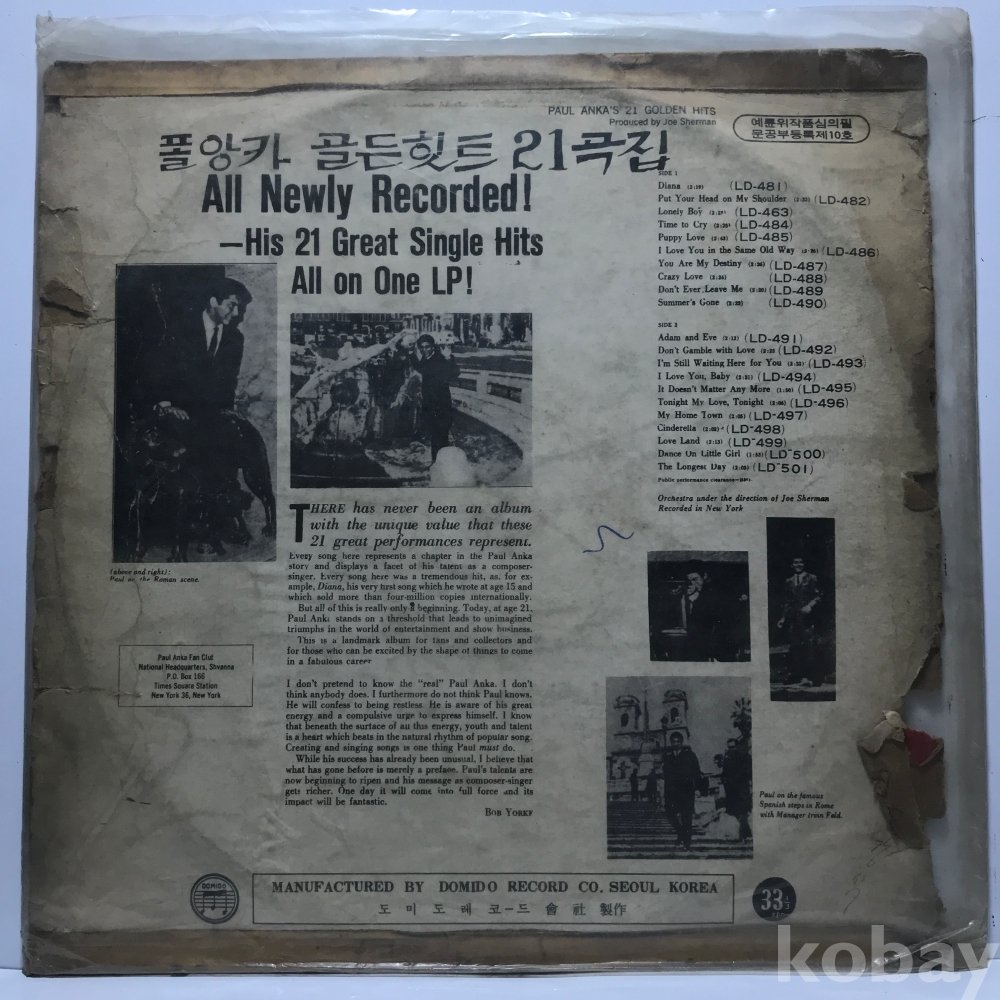 PAUL ANKA'S 21 GOLDEN HITS
Produced by Joe Sherman
예륜위작품심의필
문공부등록제10호
폴앙카 골든힛트 21곡집
All Newly Recorded!
—His 21 Great Single Hits
All on One LP!
SIDE 1
Diana (2:19) (LD-481)
Put Your Head on My Shoulder (LD-482)
Lonely Boy (LD-463)
Time to Cry (LD-484)
Puppy Love (LD-485)
I Love You in the Same Old Way (LD-486)
You Are My Destiny (LD-487)
Crazy Love (LD-488)
Don't Ever Leave Me (LD-489
Summer's Gone (LD-490)
SIDE 2
Adam and Eve (LD-491)
Don't Gamble with Love (LD-492)
I'm Still Waiting Here for You (LD-493)
I Love You, Baby (LD-494)
It Doesn't Matter Any More (LD-495)
Tonight My Love, Tonight (LD-496)
My Home Town (LD-497)
Cinderella (LD-498)
Love Land (LD-499)
Dance On Little Girl (LD-500)
The Longest Day (LD-501)
Public performance clearance—
Orchestra under the direction of Joe Sherman
Recorded in New York
(above and right):
Paul on the Roman scene.
THERE has never been an album
with the unique value that these
21 great performances represent.
Every song here represents a chapter in the Paul Anka
story and displays a facet of his talent as a composer-
singer. Every song here was a tremendous hit, as, for ex-
ample, Diana, his very first song which he wrote at age 15 and
which sold more than four-million copies internationally.
But all of this is really only a beginning. Today, at age 21,
Paul Anka stands on a threshold that leads to unimagined
triumphs in the world of entertainment and show business.
This is a landmark album for fans and collectors and
for those who can be excited by the shape of things to come
in a fabulous career
I don't pretend to know the "real" Paul Anka. I don't
think anybody does. I furthermore do not think Paul knows.
He will confess to being restless. He is aware of his great
energy and a compulsive urge to express himself. I know
that beneath the surface of all this energy, youth and talent
is a heart which beats in the natural rhythm of popular song.
Creating and singing songs is one thing Paul must do.
While his success has already been unusual, I believe that
what has gone before is merely a preface. Paul's talents are
now beginning to ripen and his message as composer-singer
gets richer. One day it will come into full force and its
impact will be fantastic.
BOB YORKE
Paul Anka Fan Club
National Headquarters, Shvanna
P.O. Box 166
Times Square Station
New York 36, New York
Paul on the famous
Spanish steps in Rome
with Manager Irvin Feld.
DOMIDO
MANUFACTURED BY DOMIDO RECORD CO. SEOUL KOREA
도미도레코-드 會社 製作
33 1/3
kobay